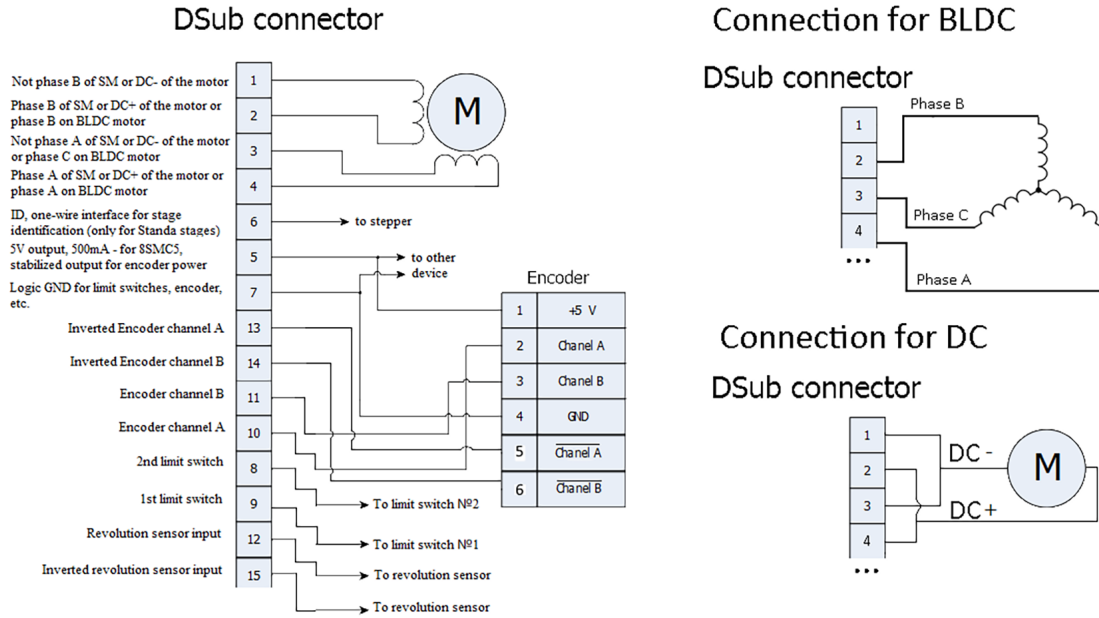 DSub connector
Not phase B of SM or DC- of the motor
1
Phase B of SM or DC+ of the motor or
phase B on BLDC motor
2
Not phase A of SM or DC- of the motor
or phase C on BLDC motor
3
Phase A of SM or DC+ of the motor or
phase A on BLDC motor
4
ID, one-wire interface for stage
identification (only for Standa stages)
6
5V output, 500mA - for 8SMC5,
stabilized output for encoder power
5
Logic GND for limit switches, encoder,
etc.
7
Inverted Encoder channel A
13
Inverted Encoder channel B
14
Encoder channel B
11
Encoder channel A
10
2nd limit switch
8
1st limit switch
9
Revolution sensor input
12
Inverted revolution sensor input
15
M
to stepper
to other
device
Encoder
1 +5 V
2 Chanel A
3 Chanel B
4 GND
5 Chanel A
6 Chanel B
To limit switch №2
To limit switch №1
To revolution sensor
To revolution sensor
Connection for BLDC
DSub connector
1
2
3
4
...
Phase B
Phase C
Phase A
Connection for DC
DSub connector
1
2
3
4
...
DC -
DC+
M